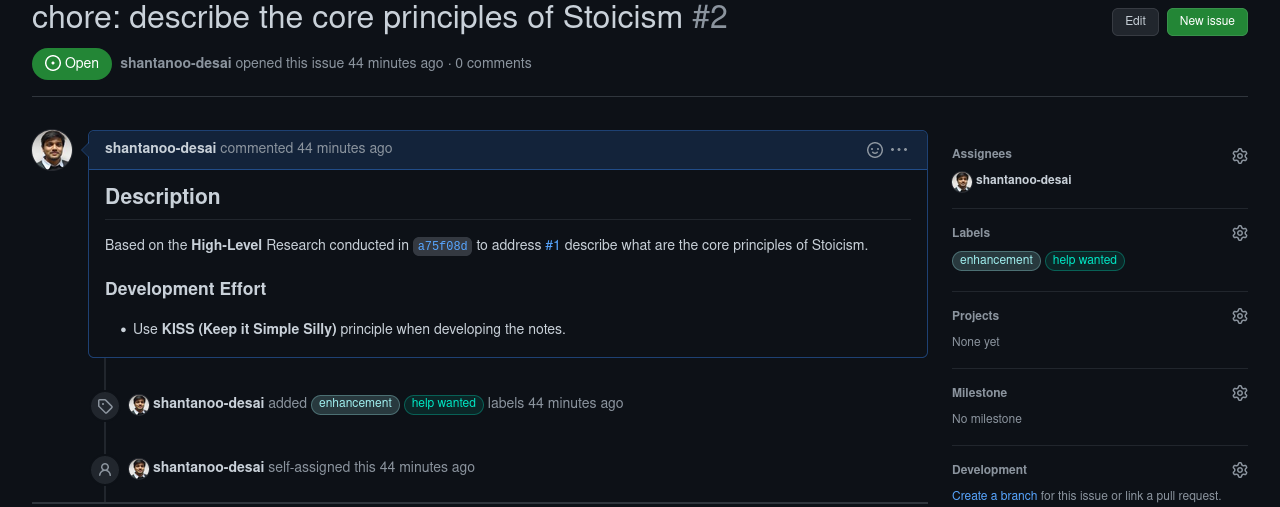 chore: describe the core principles of Stoicism #2
Edit
New issue
Open
shantanoo-desai opened this issue 44 minutes ago · 0 comments
shantanoo-desai commented 44 minutes ago
Description
Based on the High-Level Research conducted in a75f08d to address #1 describe what are the core principles of Stoicism.
Development Effort
• Use KISS (Keep it Simple Silly) principle when developing the notes.
shantanoo-desai added enhancement help wanted labels 44 minutes ago
shantanoo-desai self-assigned this 44 minutes ago
Assignees
shantanoo-desai
Labels
enhancement help wanted
Projects
None yet
Milestone
No milestone
Development
Create a branch for this issue or link a pull request.